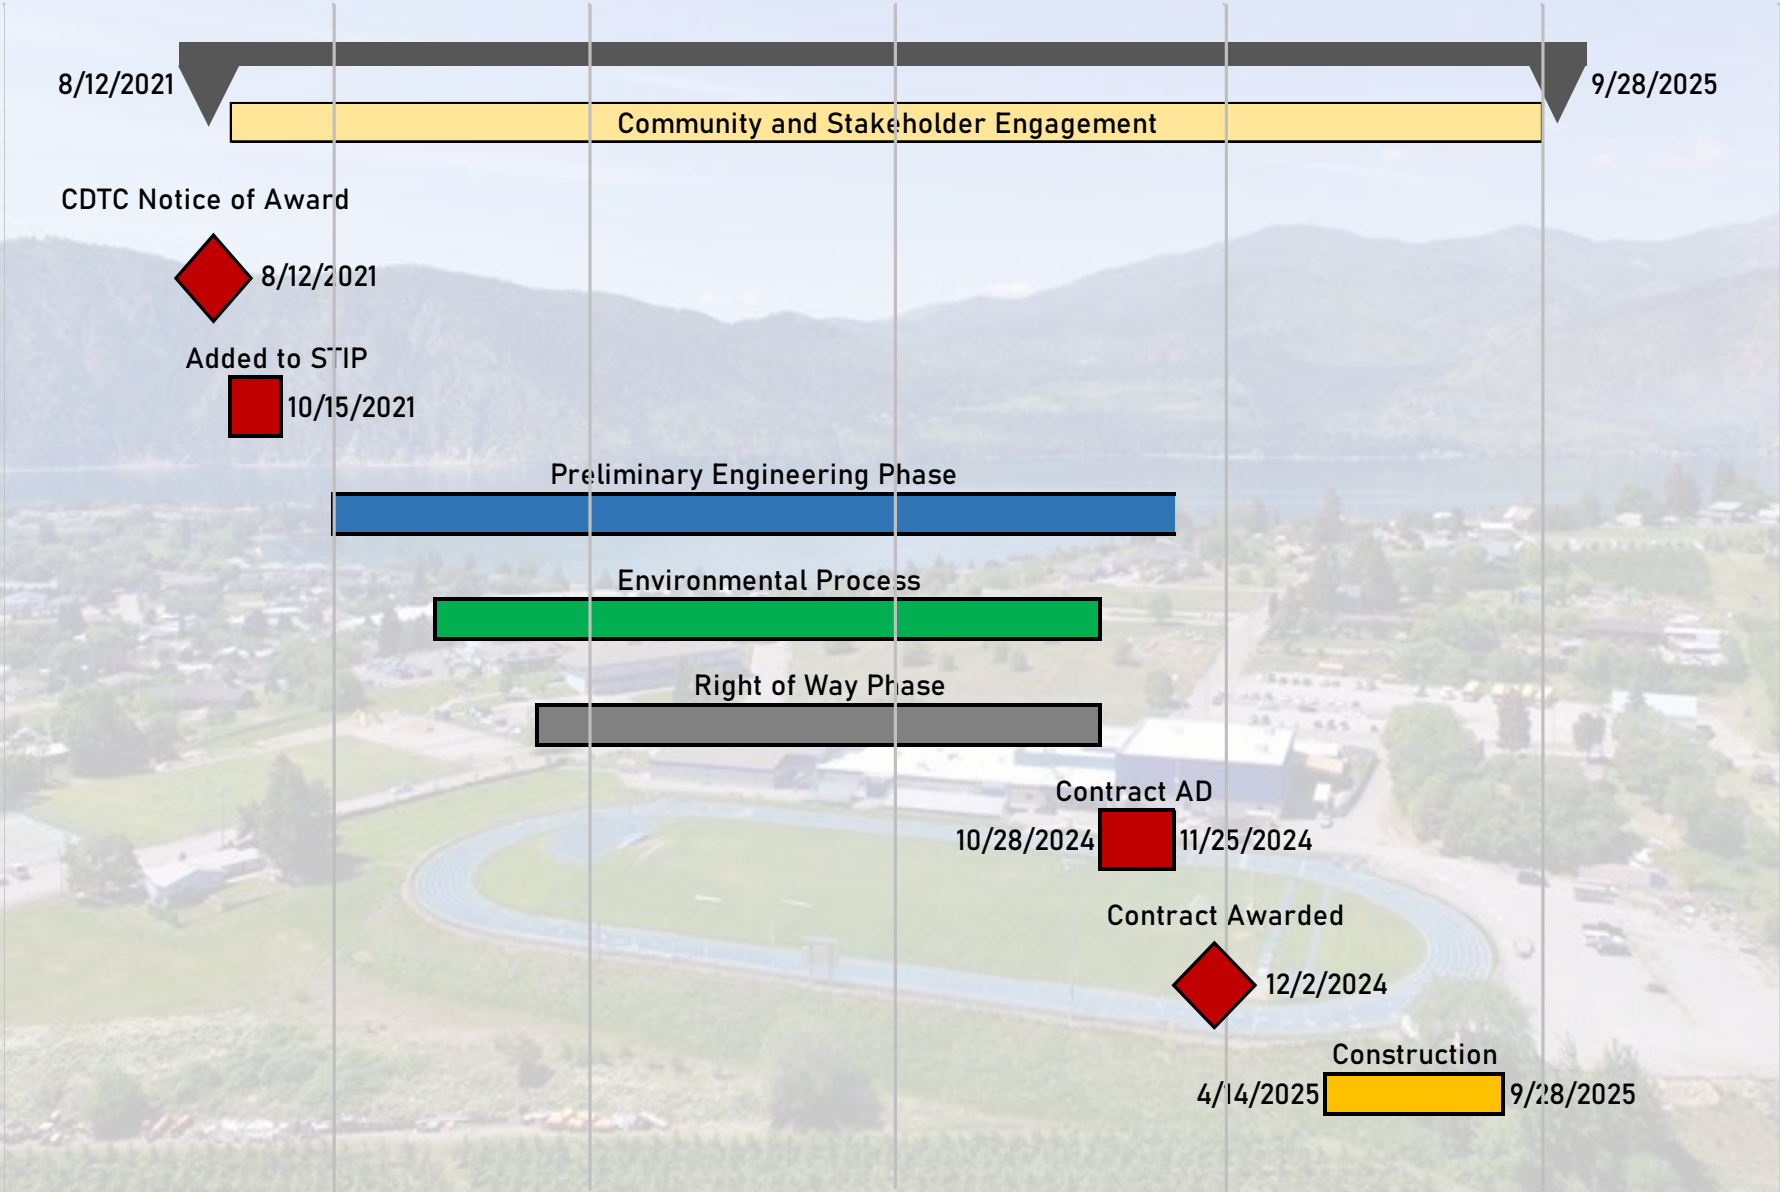 8/12/2021
9/28/2025
Community and Stakeholder Engagement
CDTC Notice of Award
8/12/2021
Added to STIP
10/15/2021
Preliminary Engineering Phase
Environmental Process
Right of Way Phase
Contract AD
10/28/2024
11/25/2024
Contract Awarded
12/2/2024
Construction
4/14/2025
9/28/2025